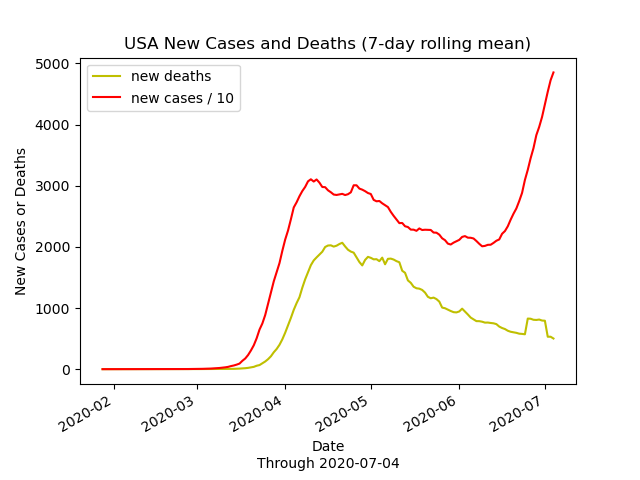 USA New Cases and Deaths (7-day rolling mean)
new deaths
new cases / 10
5000
4000
3000
2000
1000
0
New Cases or Deaths
2020-02
2020-03
2020-04
2020-05
2020-06
2020-07
Date
Through 2020-07-04